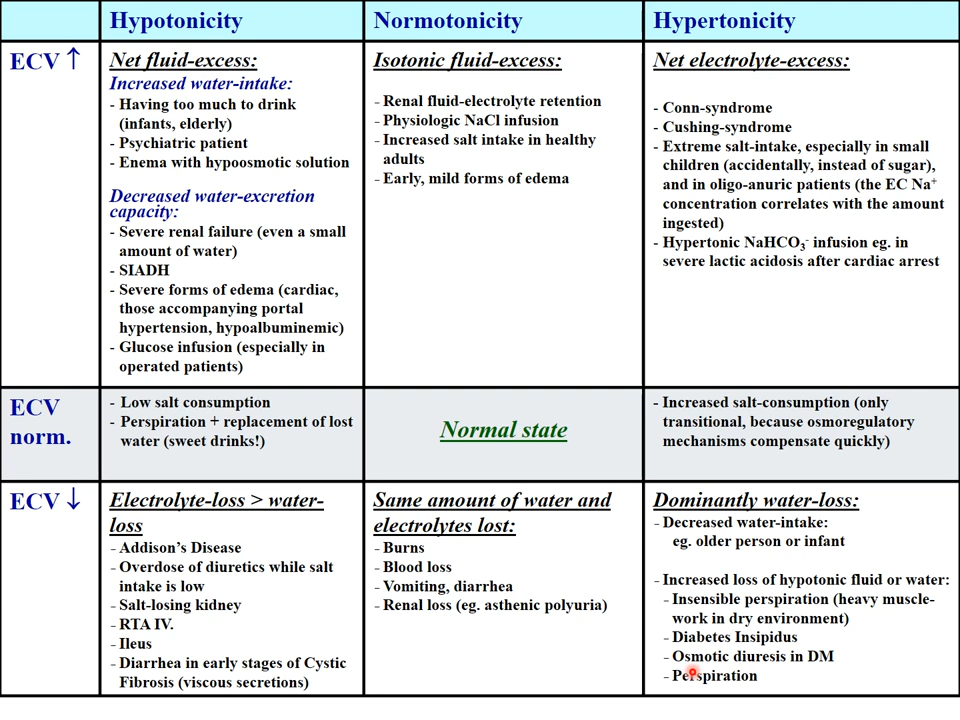 Hypotonicity
Normotonicity
Hypertonicity
ECV ↑
Net fluid-excess:
Increased water-intake:
- Having too much to drink
(infants, elderly)
- Psychiatric patient
- Enema with hypoosmotic solution
Decreased water-excretion
capacity:
- Severe renal failure (even a small
amount of water)
- SIADH
- Severe forms of edema (cardiac,
those accompanying portal
hypertension, hypoalbuminemic)
- Glucose infusion (especially in
operated patients)
Isotonic fluid-excess:
- Renal fluid-electrolyte retention
- Physiologic NaCl infusion
- Increased salt intake in healthy
adults
- Early, mild forms of edema
Net electrolyte-excess:
- Conn-syndrome
- Cushing-syndrome
- Extreme salt-intake, especially in small
children (accidentally, instead of sugar),
and in oligo-anuric patients (the EC Na⁺
concentration correlates with the amount
ingested)
- Hypertonic NaHCO₃⁻ infusion eg. in
severe lactic acidosis after cardiac arrest
ECV
norm.
- Low salt consumption
- Perspiration + replacement of lost
water (sweet drinks!)
Normal state
- Increased salt-consumption (only
transitional, because osmoregulatory
mechanisms compensate quickly)
ECV ↓
Electrolyte-loss > water-
loss
- Addison's Disease
- Overdose of diuretics while salt
intake is low
- Salt-losing kidney
- RTA IV.
- Ileus
- Diarrhea in early stages of Cystic
Fibrosis (viscous secretions)
Same amount of water and
electrolytes lost:
- Burns
- Blood loss
- Vomiting, diarrhea
- Renal loss (eg. asthenic polyuria)
Dominantly water-loss:
- Decreased water-intake:
eg. older person or infant
- Increased loss of hypotonic fluid or water:
- Insensible perspiration (heavy muscle-
work in dry environment)
- Diabetes Insipidus
- Osmotic diuresis in DM
- Perspiration